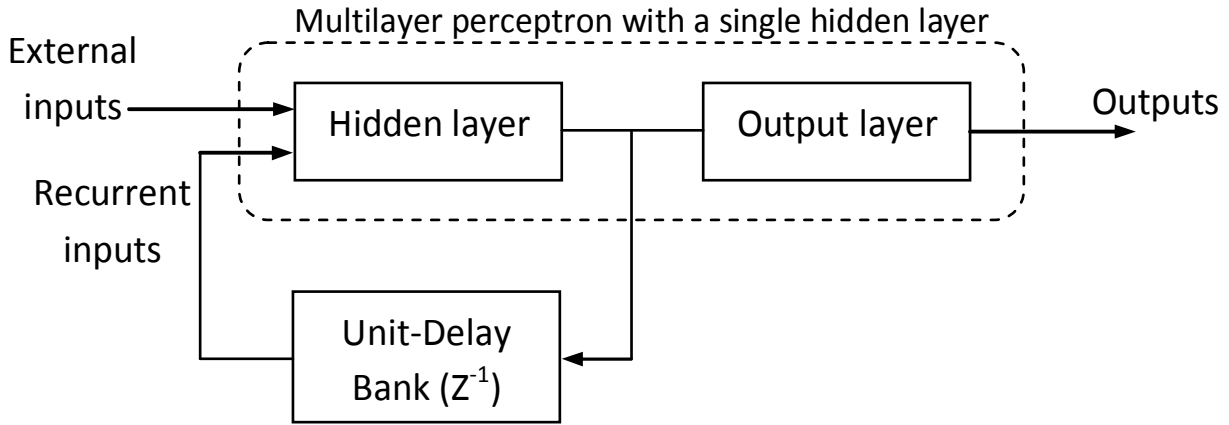 Multilayer perceptron with a single hidden layer
External
inputs
Hidden layer
Output layer
Outputs
Recurrent
inputs
Unit-Delay
Bank (Z⁻¹)